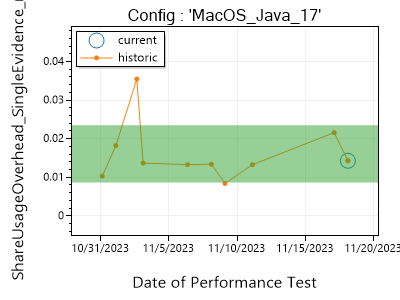 Config : 'MacOS_Java_17'
current
historic
0.04
0.03
0.02
0.01
0
ShareUsageOverhead_SingleEvidence_
10/31/2023
11/5/2023
11/10/2023
11/15/2023
11/20/2023
Date of Performance Test